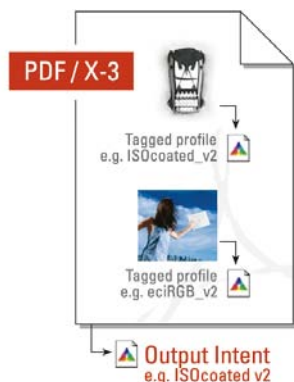 PDF/X-3
Tagged profile
e.g. ISOcoated_v2
Tagged profile
e.g. eciRGB_v2
Output Intent
e.g. ISOcoated v2